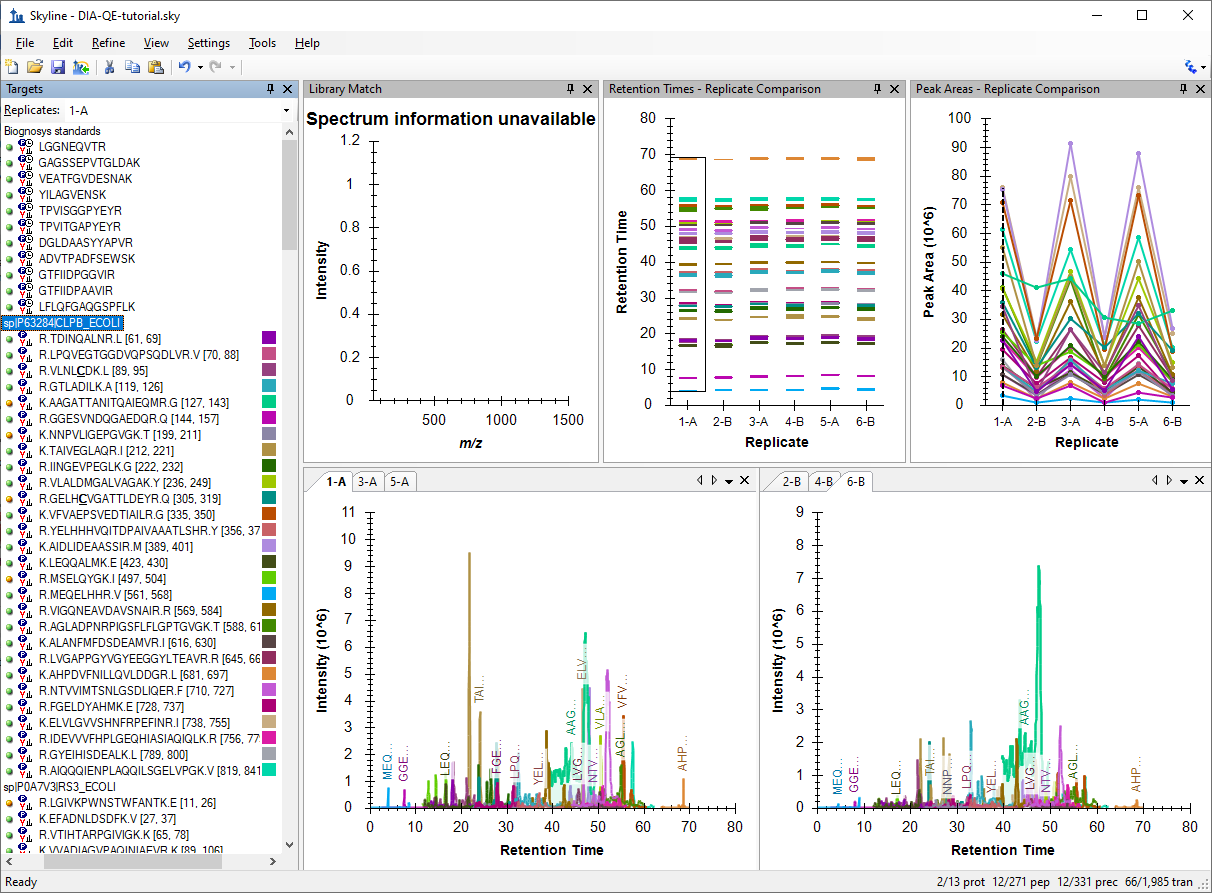 Skyline - DIA-QE-tutorial.sky
File Edit Refine View Settings Tools Help
Targets
Replicates: 1-A
Biognosys standards
LGGNEQVTR
GAGSSEPVTGLDAK
VEATFGVDESNAK
YILAGVENSK
TPVISGGPYEYR
TPVITGAPYEYR
DGLDAASYYAPVR
ADVTPADFSEWSK
GTFIIDPGGVIR
GTFIIDPAAVIR
LFLQFGAQGSPFLK
sp|P63284|CLPB_ECOLI
R.TDINQALNR.L [61, 69]
R.LPQVEGTGGDVQPSQDLVR.V [70, 88]
R.VLNLCDK.L [89, 95]
R.GTLADILK.A [119, 126]
K.AAGATTANITQAIEQMR.G [127, 143]
R.GGESVNDQGAEDQR.Q [144, 157]
K.NNPVLIGEPGVGK.T [199, 211]
K.TAIVEGLAQR.I [212, 221]
R.IINGEVPEGLK.G [222, 232]
R.VLALDMGALVAGAK.Y [236, 249]
R.GELHCVGATTLDEYR.Q [305, 319]
K.VFVAEPSVEDTIAILR.G [335, 350]
R.YELHHHVQITDPAIVAAATLSHR.Y [356, 37
K.AIDLIDEAASSIR.M [389, 401]
K.LEQQALMK.E [423, 430]
R.MSELQYGK.I [497, 504]
R.MEQELHHR.V [561, 568]
R.VIGQNEAVDAVSNAIR.R [569, 584]
R.AGLADPNRPIGSFLFLGPTGVGK.T [588, 61
K.ALANFMFDSDEAMVR.I [616, 630]
R.LVGAPPGYVGYEEGGYLTEAVR.R [645, 66
K.AHPDVFNILLQVLDDGR.L [681, 697]
R.NTVVIMTSNLGSDLIQER.F [710, 727]
R.FGELDYAHMK.E [728, 737]
K.ELVLGVVSHNFRPEFINR.I [738, 755]
R.IDEVVVFHPLGEQHIASIAQIQLK.R [756, 77
R.GYEIHISDEALK.L [789, 800]
R.AIQQQIENPLAQQILSGELVPGK.V [819, 841
sp|P0A7V3|RS3_ECOLI
R.LGIVKPWNSTWFANTK.E [11, 26]
K.EFADNLDSDFK.V [27, 37]
R.VTIHTARPGIVIGK.K [65, 78]
K.VVADIAGVPAQINIAEVR.K [89, 106]
Library Match
Spectrum information unavailable
1.2
1
0.8
0.6
0.4
0.2
0
Intensity
500 1000 1500
m/z
Retention Times - Replicate Comparison
80
70
60
50
40
30
20
10
0
Retention Time
1-A 2-B 3-A 4-B 5-A 6-B
Replicate
Peak Areas - Replicate Comparison
100
90
80
70
60
50
40
30
20
10
0
Peak Area (10^6)
1-A 2-B 3-A 4-B 5-A 6-B
Replicate
1-A 3-A 5-A
11
10
9
8
7
6
5
4
3
2
1
0
Intensity (10^6)
MEQ...
GGE...
LEQ...
TAI...
FGE...
LPQ...
YEL...
AAG...
ELV...
LVG...
NTV...
VLA...
AGL...
VFV...
AHP...
0 10 20 30 40 50 60 70 80
Retention Time
2-B 4-B 6-B
9
8
7
6
5
4
3
2
1
0
Intensity (10^6)
MEQ...
GGE...
LEQ...
TAI...
NNP...
LPQ...
YEL...
AAG...
LVG...
NTV...
AGL...
AHP...
0 10 20 30 40 50 60 70 80
Retention Time
Ready
2/13 prot 12/271 pep 12/331 prec 66/1,985 tran